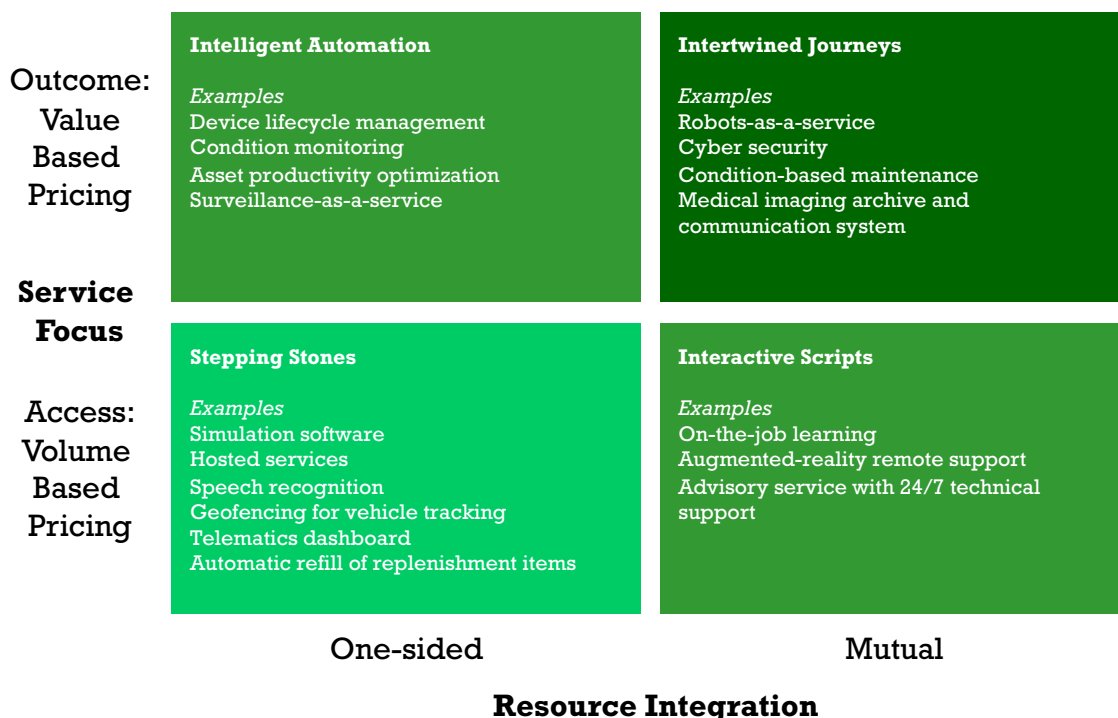 Outcome:
Value
Based
Pricing
Service
Focus
Access:
Volume
Based
Pricing
Intelligent Automation
Examples
Device lifecycle management
Condition monitoring
Asset productivity optimization
Surveillance-as-a-service
Intertwined Journeys
Examples
Robots-as-a-service
Cyber security
Condition-based maintenance
Medical imaging archive and
communication system
Stepping Stones
Examples
Simulation software
Hosted services
Speech recognition
Geofencing for vehicle tracking
Telematics dashboard
Automatic refill of replenishment items
Interactive Scripts
Examples
On-the-job learning
Augmented-reality remote support
Advisory service with 24/7 technical
support
One-sided
Mutual
Resource Integration